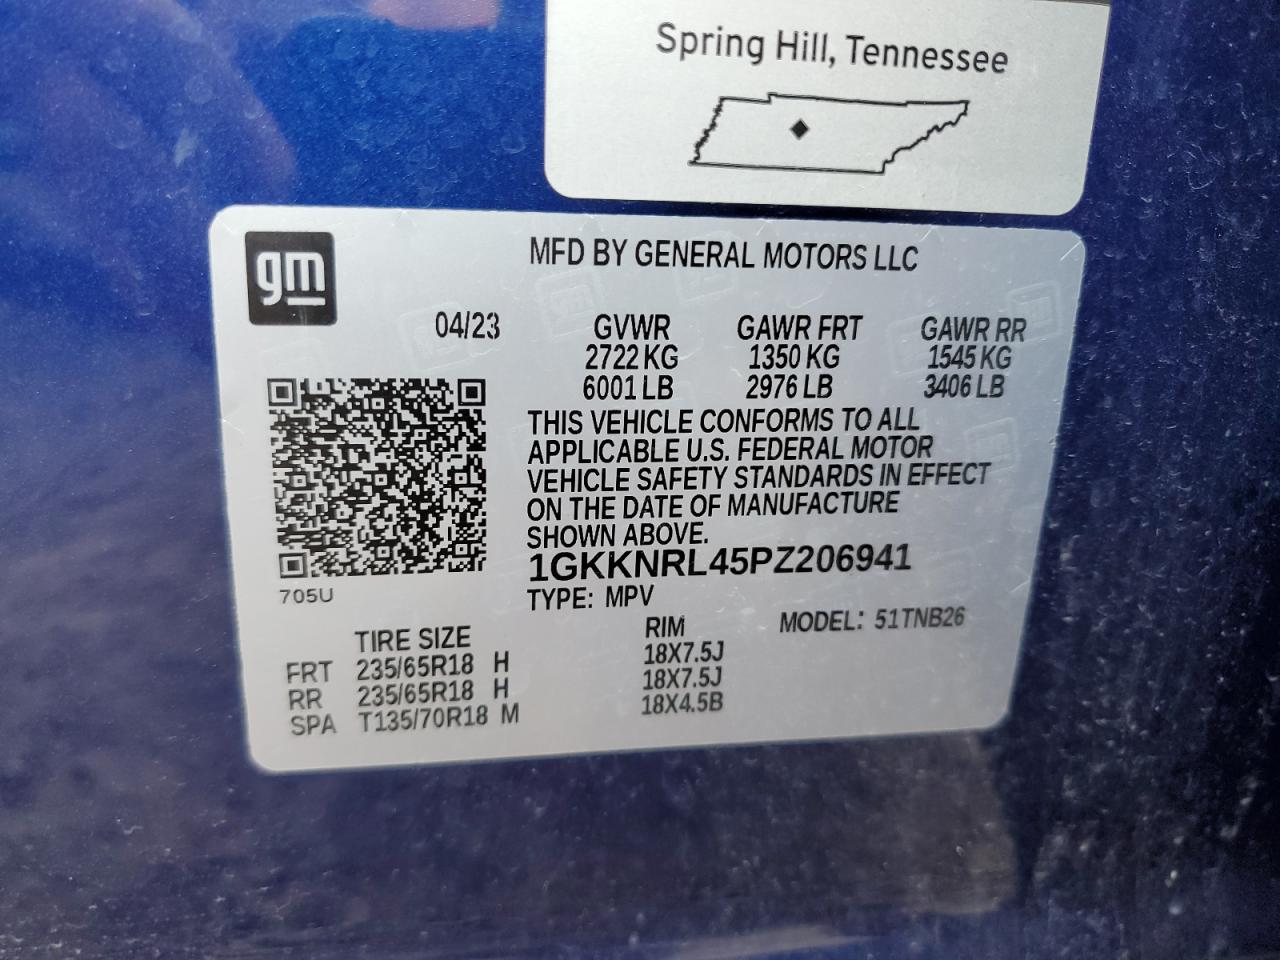 Spring Hill, Tennessee
gm
MFD BY GENERAL MOTORS LLC
04/23 GVWR GAWR FRT GAWR RR
2722 KG 1350 KG 1545 KG
6001 LB 2976 LB 3406 LB
THIS VEHICLE CONFORMS TO ALL
APPLICABLE U.S. FEDERAL MOTOR
VEHICLE SAFETY STANDARDS IN EFFECT
ON THE DATE OF MANUFACTURE
SHOWN ABOVE.
1GKKNRL45PZ206941
705U
TYPE: MPV
MODEL: 51TNB26
TIRE SIZE RIM
FRT 235/65R18 H 18X7.5J
RR 235/65R18 H 18X7.5J
SPA T135/70R18 M 18X4.5B